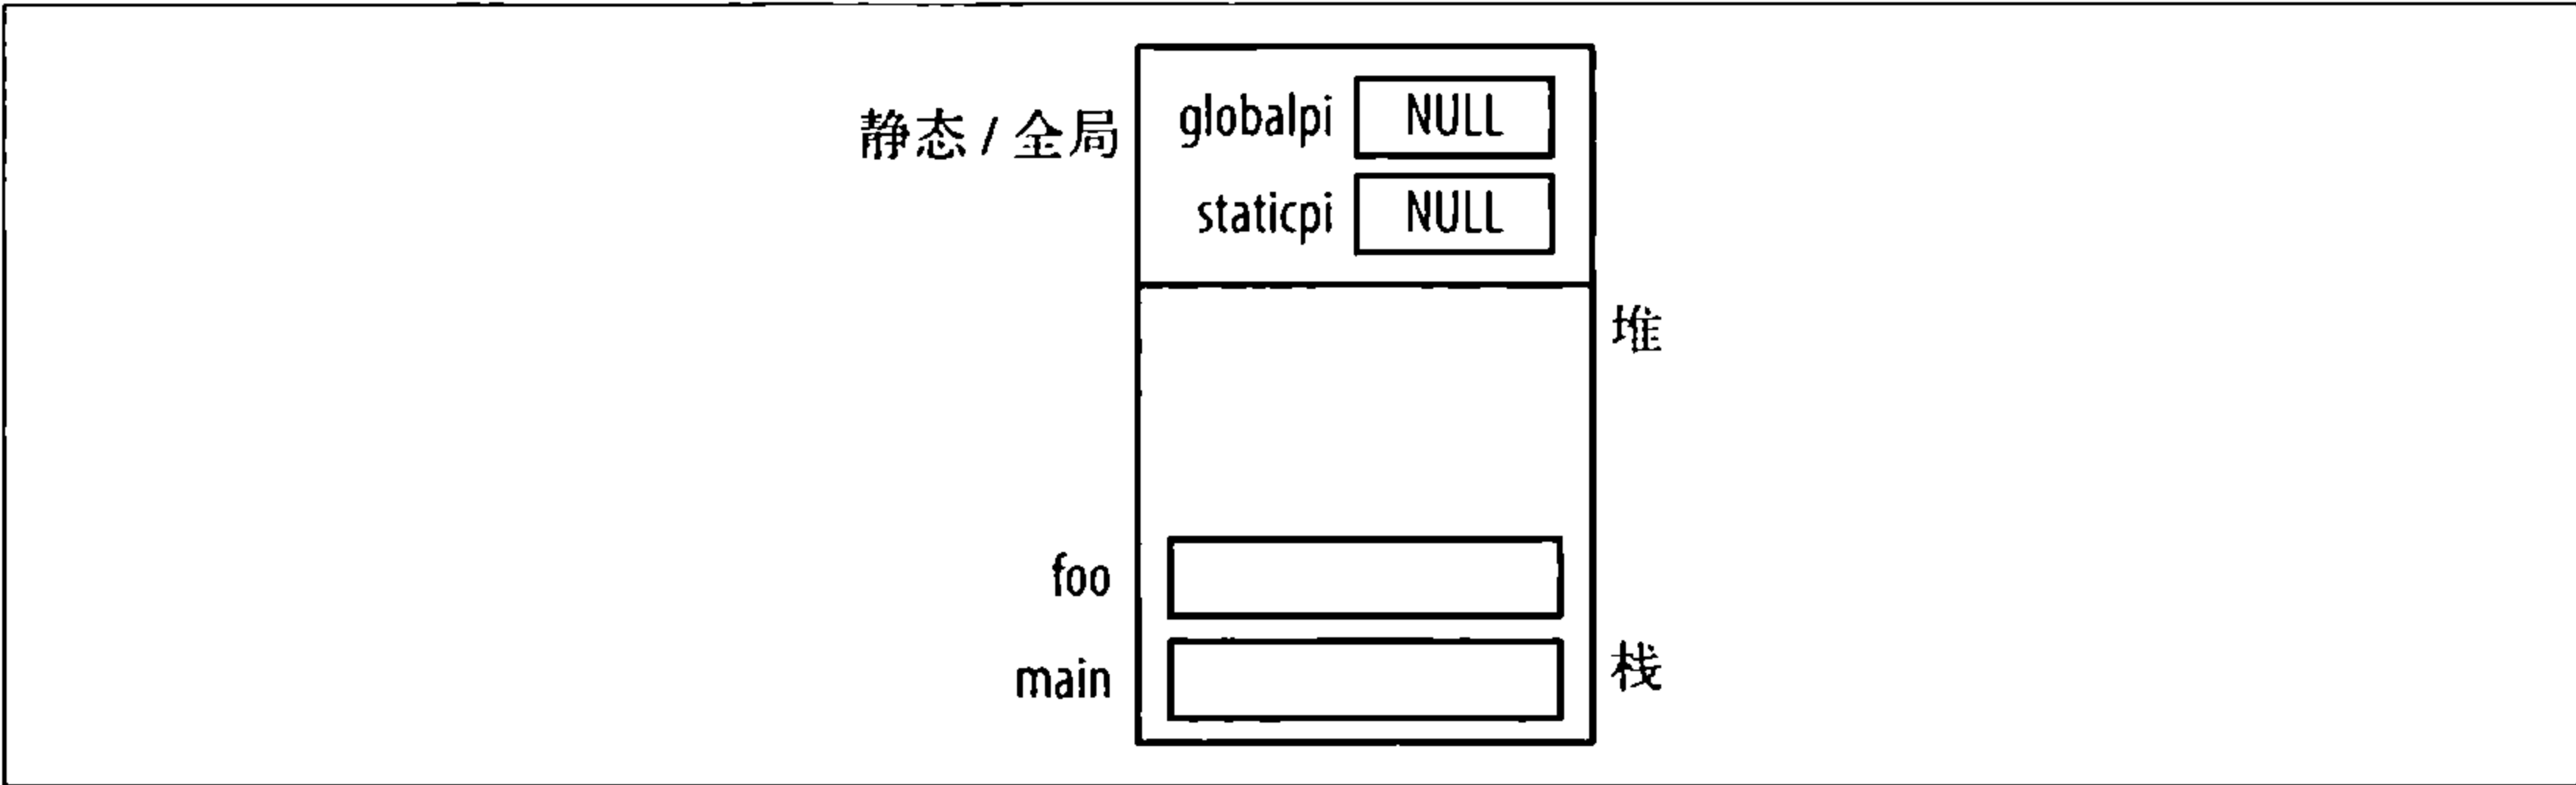 静态 / 全局
globalpi NULL
staticpi NULL
堆
foo
main
栈